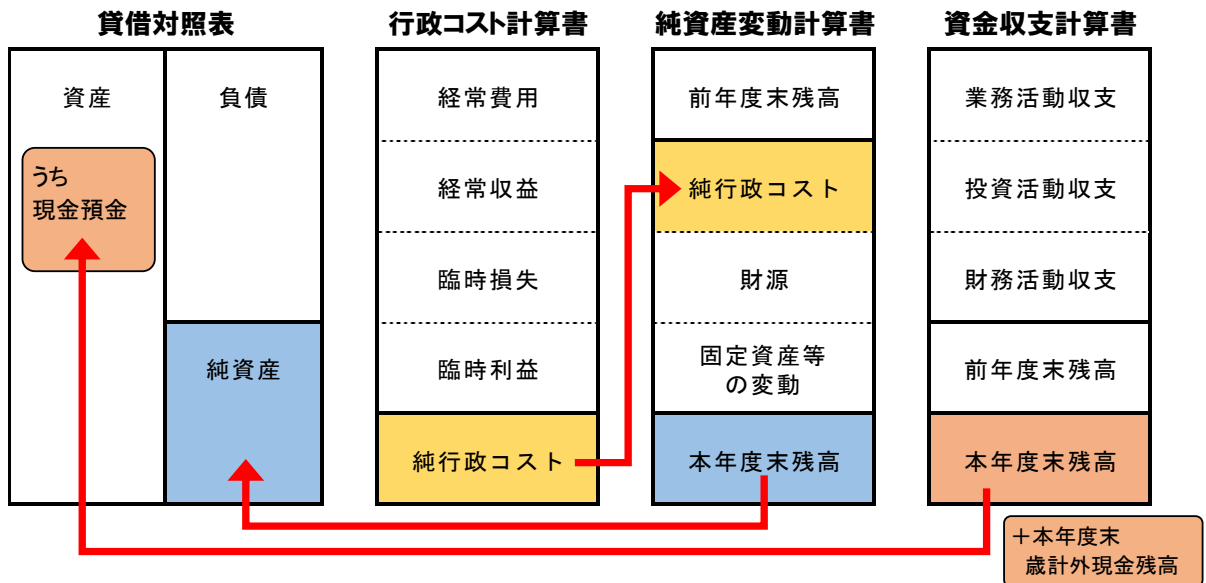 貸借対照表
資産
負債
うち
現金預金
純資産
行政コスト計算書
経常費用
経常収益
臨時損失
臨時利益
純行政コスト
純資産変動計算書
前年度末残高
純行政コスト
財源
固定資産等
の変動
本年度末残高
資金収支計算書
業務活動収支
投資活動収支
財務活動収支
前年度末残高
本年度末残高
＋本年度末
歳計外現金残高